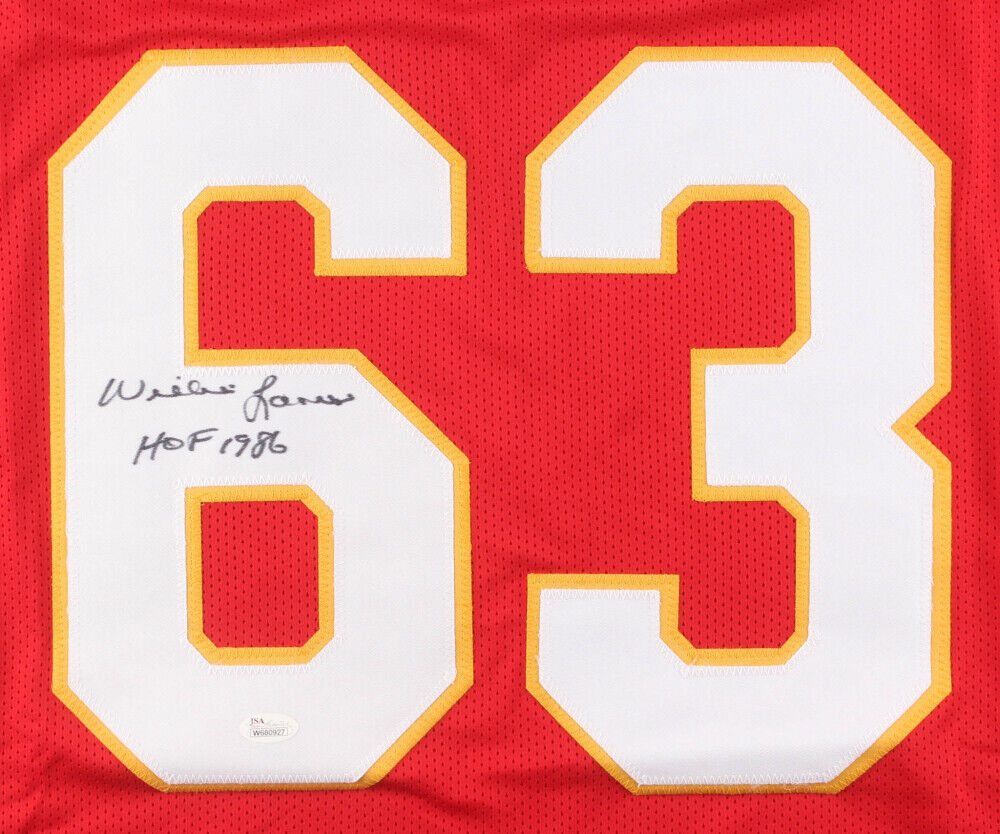 63
Willie Lanier
HOF 1986
JSA
W680927